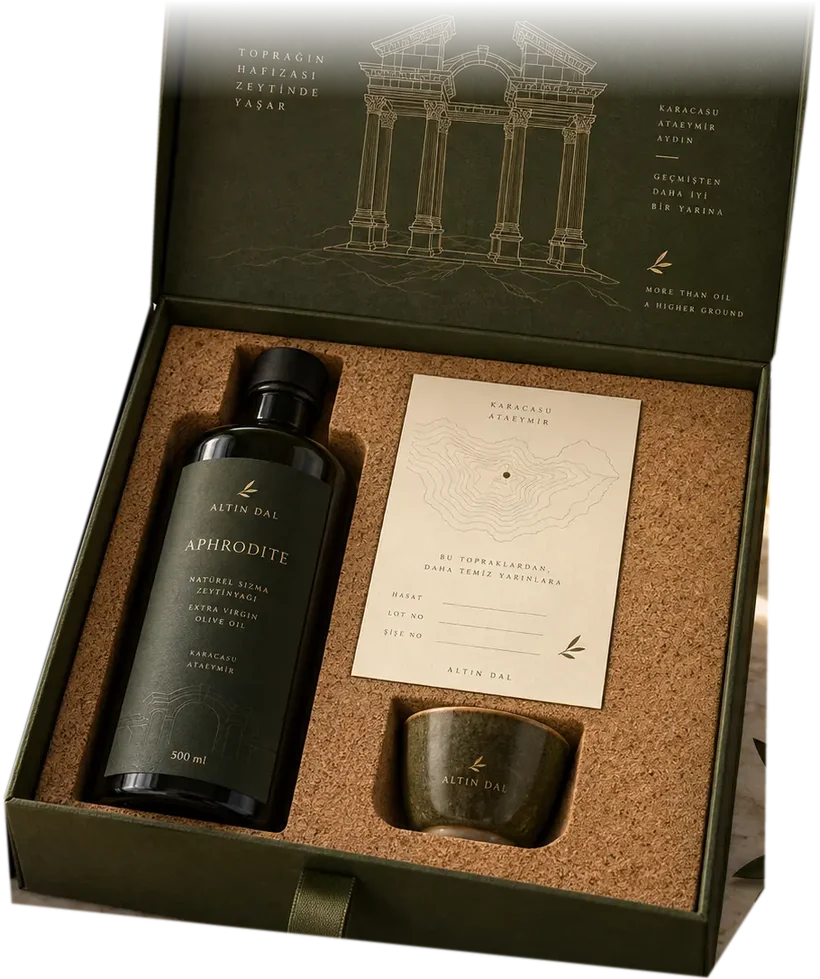 TOPRAĞIN
HAFIZASI
ZEYTİNDE
YAŞAR
KARACASU
ATAEYMİR
AYDIN
GEÇMİŞTEN
DAHA İYİ
BİR YARINA
MORE THAN OIL
A HIGHER GROUND
ALTIN DAL
APHRODITE
NATÜREL SIZMA
ZEYTİNYAĞI
EXTRA VIRGIN
OLIVE OIL
KARACASU
ATAEYMİR
500 ml
KARACASU
ATAEYMİR
BU TOPRAKLARDAN,
DAHA TEMİZ YARINLARA
HASAT
LOT NO
ŞİŞE NO
ALTIN DAL
ALTIN DAL